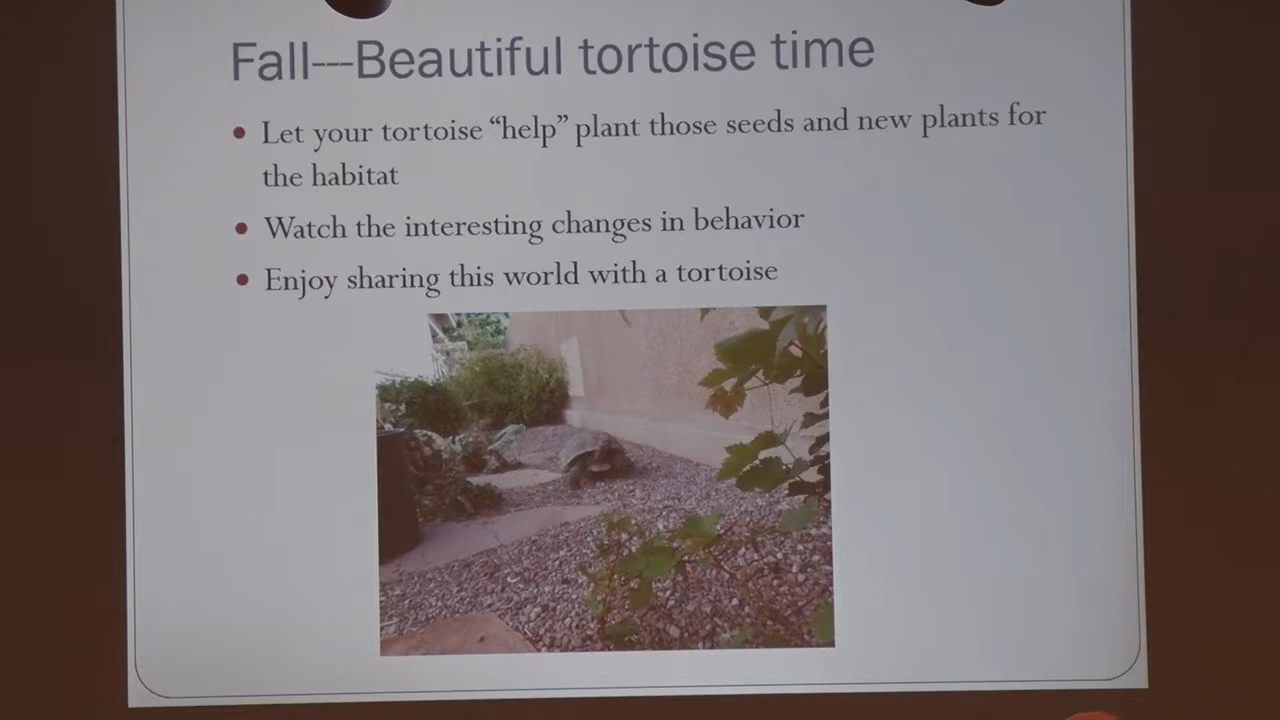 Fall---Beautiful tortoise time
• Let your tortoise “help” plant those seeds and new plants for
the habitat
• Watch the interesting changes in behavior
• Enjoy sharing this world with a tortoise